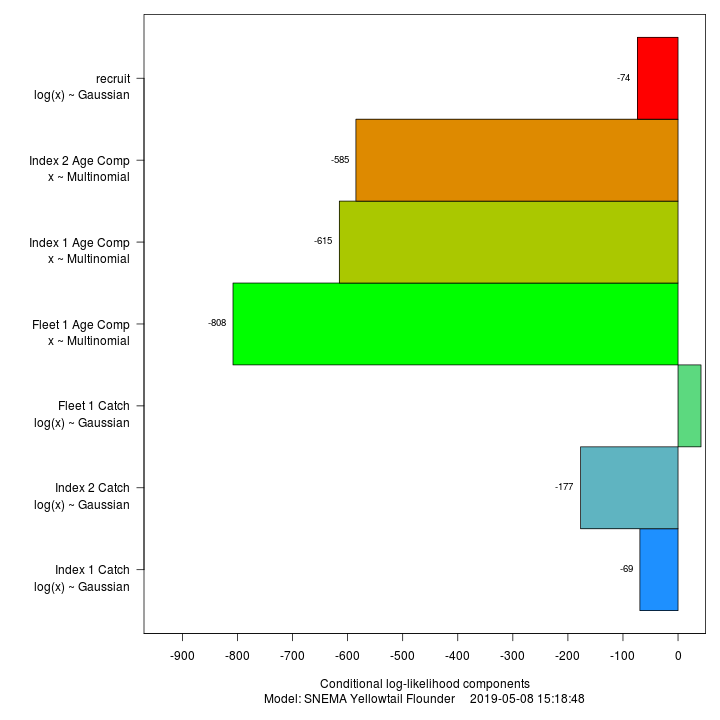 recruit
log(x) ~ Gaussian
-74
Index 2 Age Comp
x ~ Multinomial
-585
Index 1 Age Comp
x ~ Multinomial
-615
Fleet 1 Age Comp
x ~ Multinomial
-808
Fleet 1 Catch
log(x) ~ Gaussian
Index 2 Catch
log(x) ~ Gaussian
-177
Index 1 Catch
log(x) ~ Gaussian
-69
-900 -800 -700 -600 -500 -400 -300 -200 -100 0
Conditional log-likelihood components
Model: SNEMA Yellowtail Flounder 2019-05-08 15:18:48